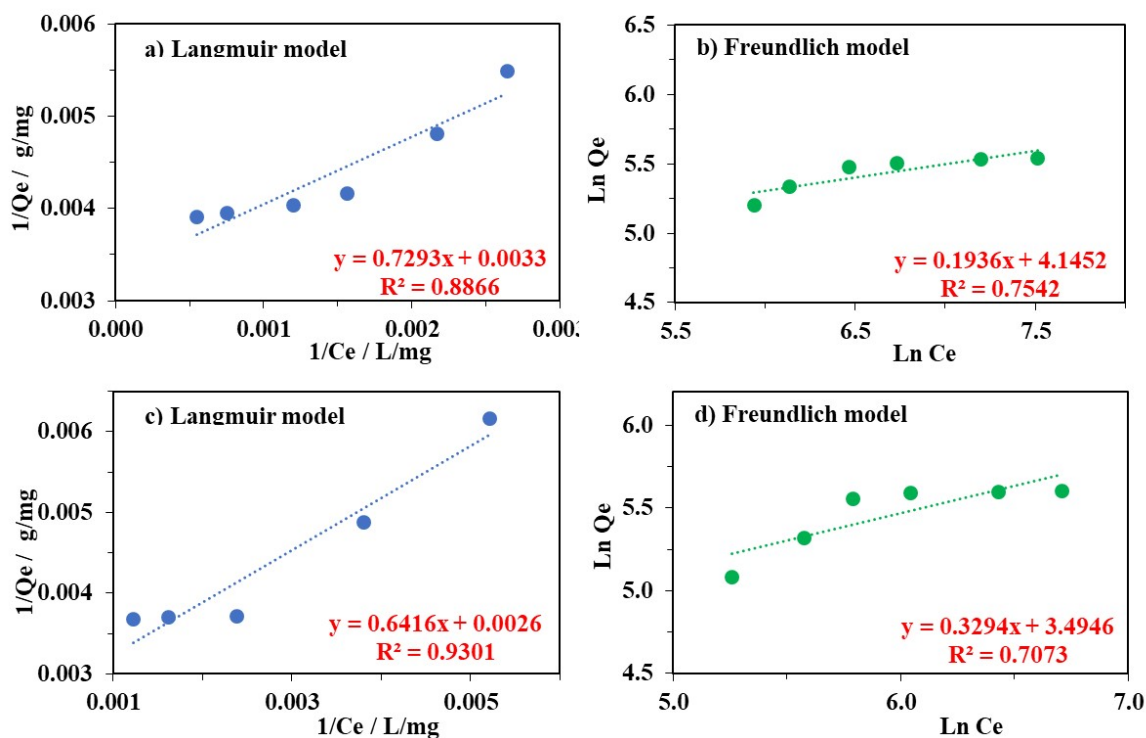 a) Langmuir model
1/Qe / g/mg
0.006
0.005
0.004
0.003
y = 0.7293x + 0.0033
R² = 0.8866
0.000
0.001
0.002
0.00
1/Ce / L/mg
b) Freundlich model
Ln Qe
6.5
6.0
5.5
5.0
4.5
y = 0.1936x + 4.1452
R² = 0.7542
5.5
6.5
7.5
Ln Ce
c) Langmuir model
1/Qe / g/mg
0.006
0.005
0.004
0.003
y = 0.6416x + 0.0026
R² = 0.9301
0.001
0.003
0.005
1/Ce / L/mg
d) Freundlich model
Ln Qe
6.0
5.5
5.0
4.5
y = 0.3294x + 3.4946
R² = 0.7073
5.0
6.0
7.0
Ln Ce